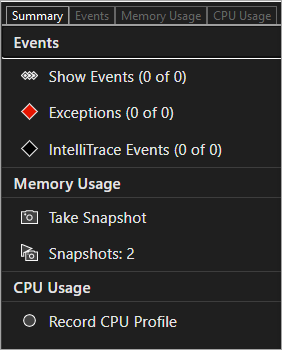 Summary Events Memory Usage CPU Usage
Events
Show Events (0 of 0)
Exceptions (0 of 0)
IntelliTrace Events (0 of 0)
Memory Usage
Take Snapshot
Snapshots: 2
CPU Usage
Record CPU Profile